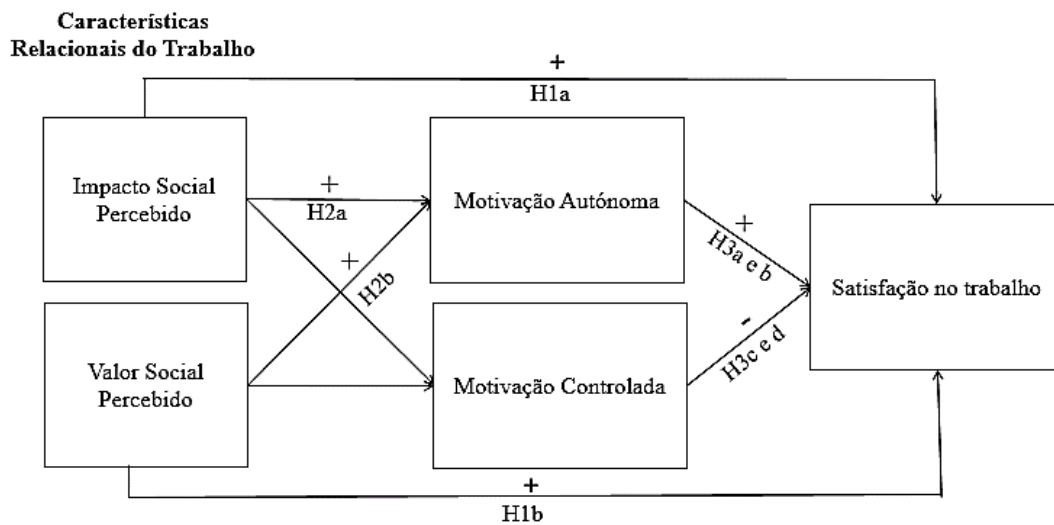 Características
Relacionais do Trabalho
+
H1a
Impacto Social
Percebido
+
H2a
Motivação Autónoma
+
H3a e b
+
H2b
Satisfação no trabalho
Valor Social
Percebido
Motivação Controlada
-
H3c e d
+
H1b